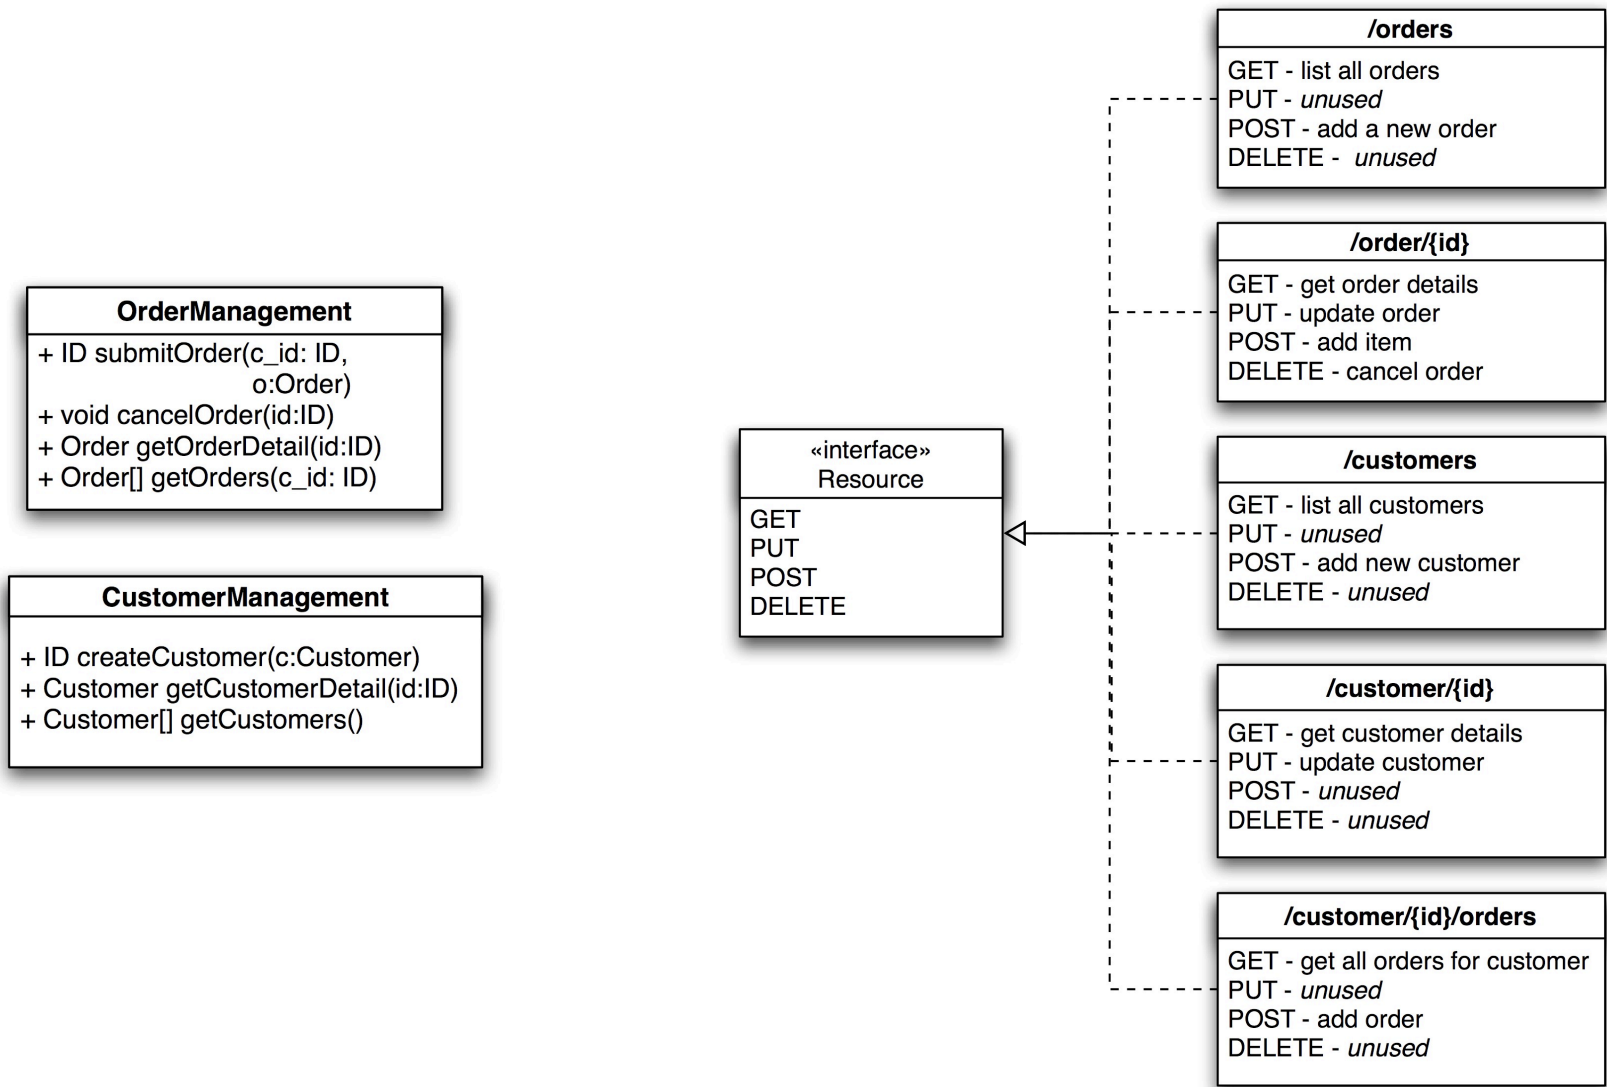 OrderManagement
+ ID submitOrder(c_id: ID,
o:Order)
+ void cancelOrder(id:ID)
+ Order getOrderDetail(id:ID)
+ Order[] getOrders(c_id: ID)
CustomerManagement
+ ID createCustomer(c:Customer)
+ Customer getCustomerDetail(id:ID)
+ Customer[] getCustomers()
«interface»
Resource
GET
PUT
POST
DELETE
/orders
GET - list all orders
PUT - unused
POST - add a new order
DELETE - unused
/order/{id}
GET - get order details
PUT - update order
POST - add item
DELETE - cancel order
/customers
GET - list all customers
PUT - unused
POST - add new customer
DELETE - unused
/customer/{id}
GET - get customer details
PUT - update customer
POST - unused
DELETE - unused
/customer/{id}/orders
GET - get all orders for customer
PUT - unused
POST - add order
DELETE - unused